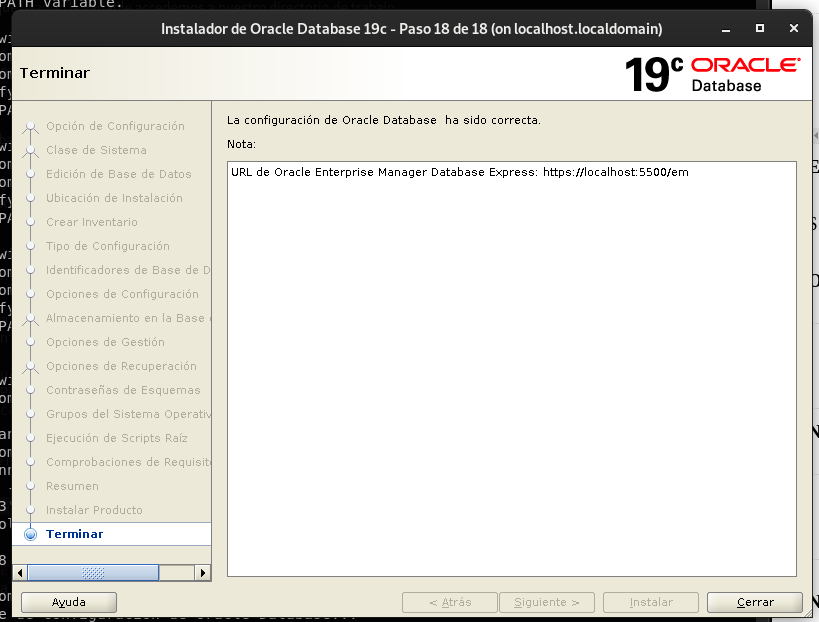 PATH variable.
Instalador de Oracle Database 19c - Paso 18 de 18 (on localhost.localdomain)
Terminar
19c ORACLE
Database
Opción de Configuración
Clase de Sistema
Edición de Base de Datos
Ubicación de Instalación
Crear Inventario
Tipo de Configuración
Identificadores de Base de D
Opciones de Configuración
Almacenamiento en la Base
Opciones de Gestión
Opciones de Recuperación
Contraseñas de Esquemas
Grupos del Sistema Operativ
Ejecución de Scripts Raíz
Comprobaciones de Requisit
Resumen
Instalar Producto
Terminar
La configuración de Oracle Database ha sido correcta.
Nota:
URL de Oracle Enterprise Manager Database Express: https://localhost:5500/em
Ayuda
< Atrás
Siguiente >
Instalar
Cerrar